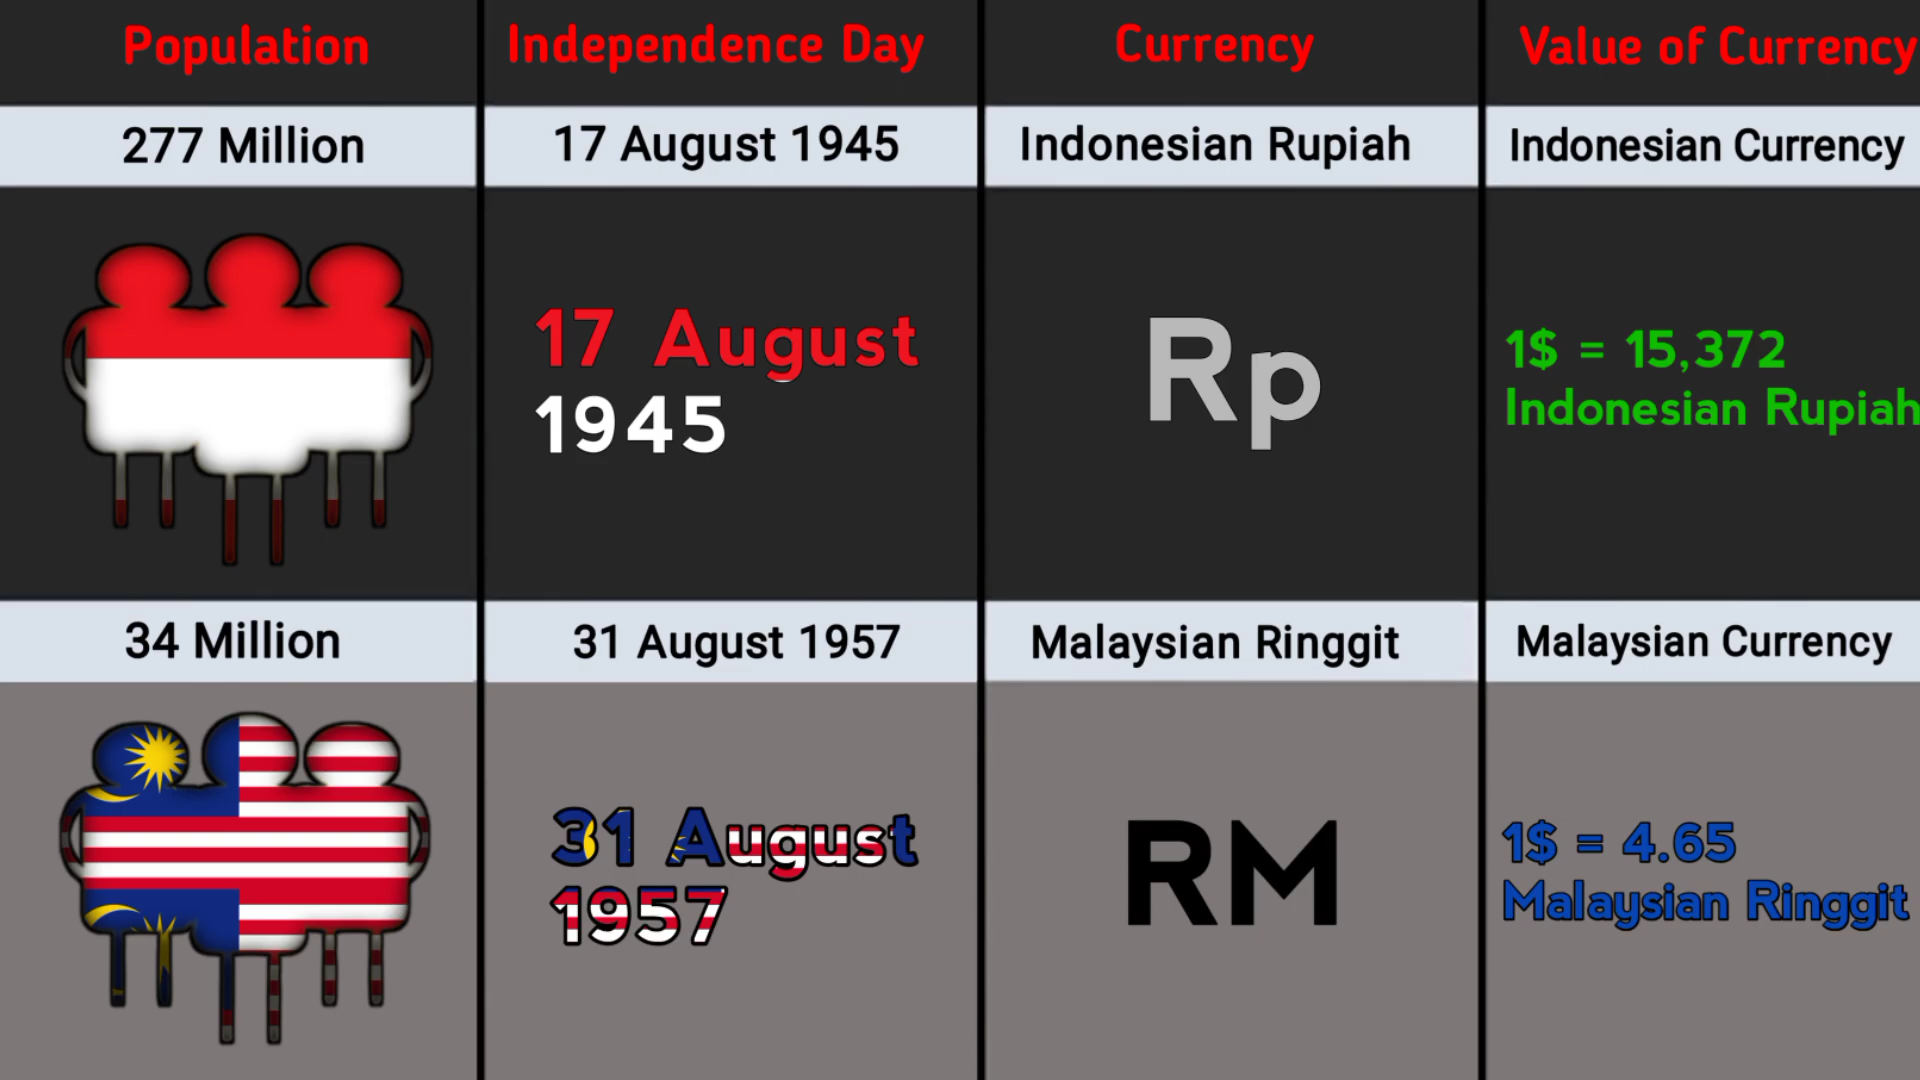 Population
Independence Day
Currency
Value of Currency
277 Million
17 August 1945
Indonesian Rupiah
Indonesian Currency
17 August
1945
Rp
1$ = 15,372
Indonesian Rupiah
34 Million
31 August 1957
Malaysian Ringgit
Malaysian Currency
31 August
1957
RM
1$ = 4.65
Malaysian Ringgit